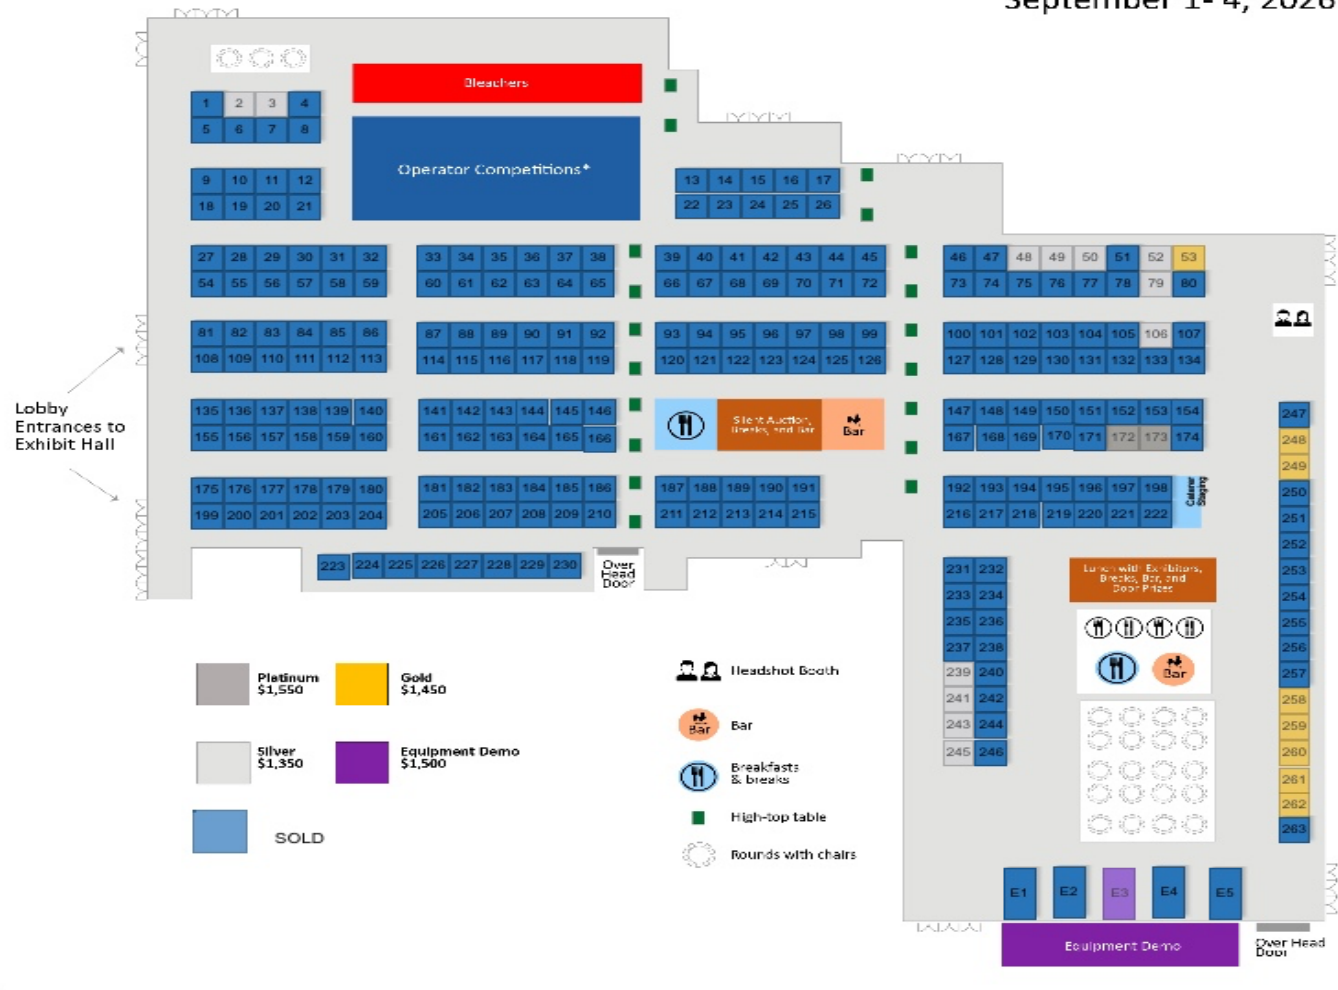 September 1- 4, 2026
Bleachers
Operator Competitions*
1 2 3 4
5 6 7 8
9 10 11 12
18 19 20 21
13 14 15 16 17
22 23 24 25 26
27 28 29 30 31 32
54 55 56 57 58 59
33 34 35 36 37 38
60 61 62 63 64 65
39 40 41 42 43 44 45
66 67 68 69 70 71 72
46 47 48 49 50 51 52 53
73 74 75 76 77 78 79 80
81 82 83 84 85 86
108 109 110 111 112 113
87 88 89 90 91 92
114 115 116 117 118 119
93 94 95 96 97 98 99
120 121 122 123 124 125 126
100 101 102 103 104 105 106 107
127 128 129 130 131 132 133 134
Lobby
Entrances to
Exhibit Hall
135 136 137 138 139 140
155 156 157 158 159 160
141 142 143 144 145 146
161 162 163 164 165 166
Silent Auction,
Breaks, and Bar
Bar
147 148 149 150 151 152 153 154
167 168 169 170 171 172 173 174
175 176 177 178 179 180
199 200 201 202 203 204
181 182 183 184 185 186
205 206 207 208 209 210
187 188 189 190 191
211 212 213 214 215
192 193 194 195 196 197 198
216 217 218 219 220 221 222
Caterer
Staging
223 224 225 226 227 228 229 230
Over
Head
Door
231 232
233 234
235 236
237 238
239 240
241 242
243 244
245 246
Lunch with Exhibitors,
Breaks, Bar, and
Door Prizes
Bar
247
248
249
250
251
252
253
254
255
256
257
258
259
260
261
262
263
E1 E2 E3 E4 E5
Equipment Demo
Over Head
Door
Platinum
$1,550
Gold
$1,450
Silver
$1,350
Equipment Demo
$1,500
SOLD
Headshot Booth
Bar
Bar
Breakfasts
& breaks
High-top table
Rounds with chairs